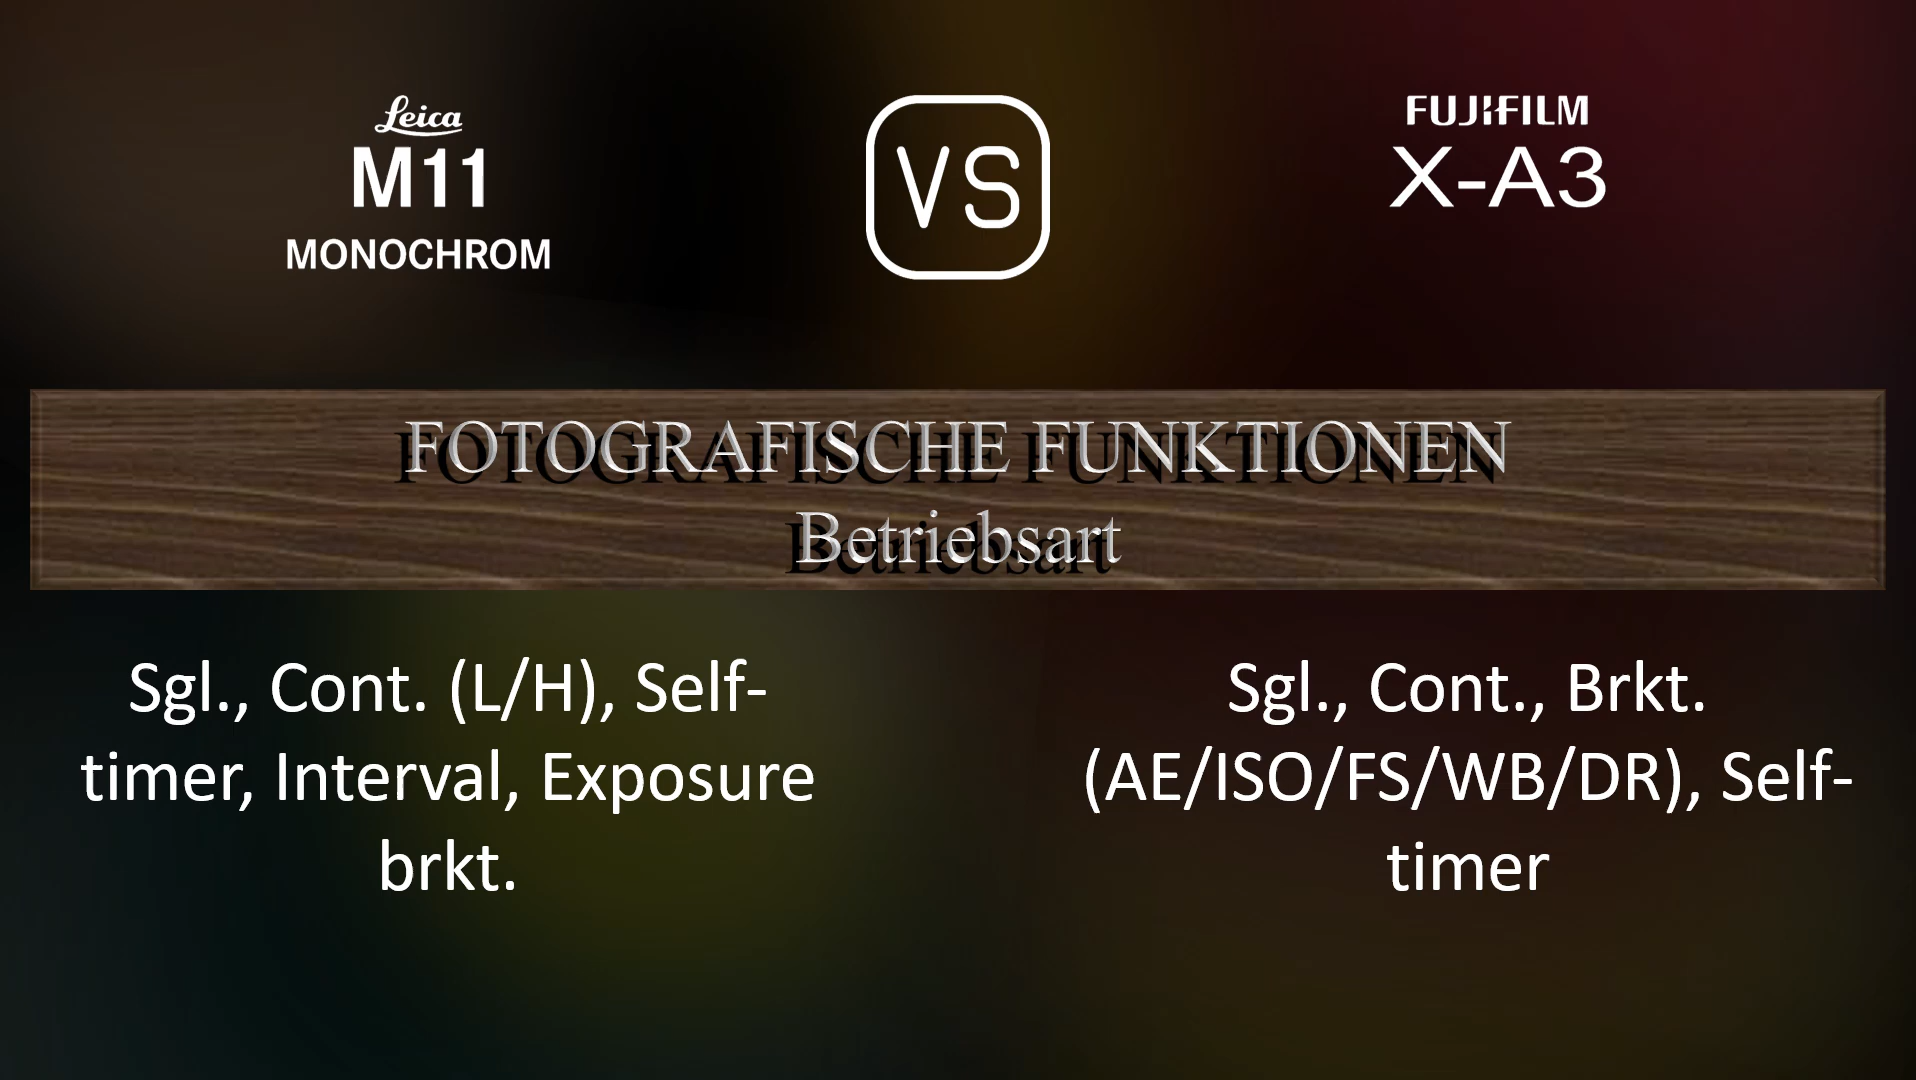 Leica
M11
MONOCHROM
VS
FUJIFILM
X-A3
FOTOGRAFISCHE FUNKTIONEN
Betriebsart
Sgl., Cont. (L/H), Self-
timer, Interval, Exposure
brkt.
Sgl., Cont., Brkt.
(AE/ISO/FS/WB/DR), Self-
timer